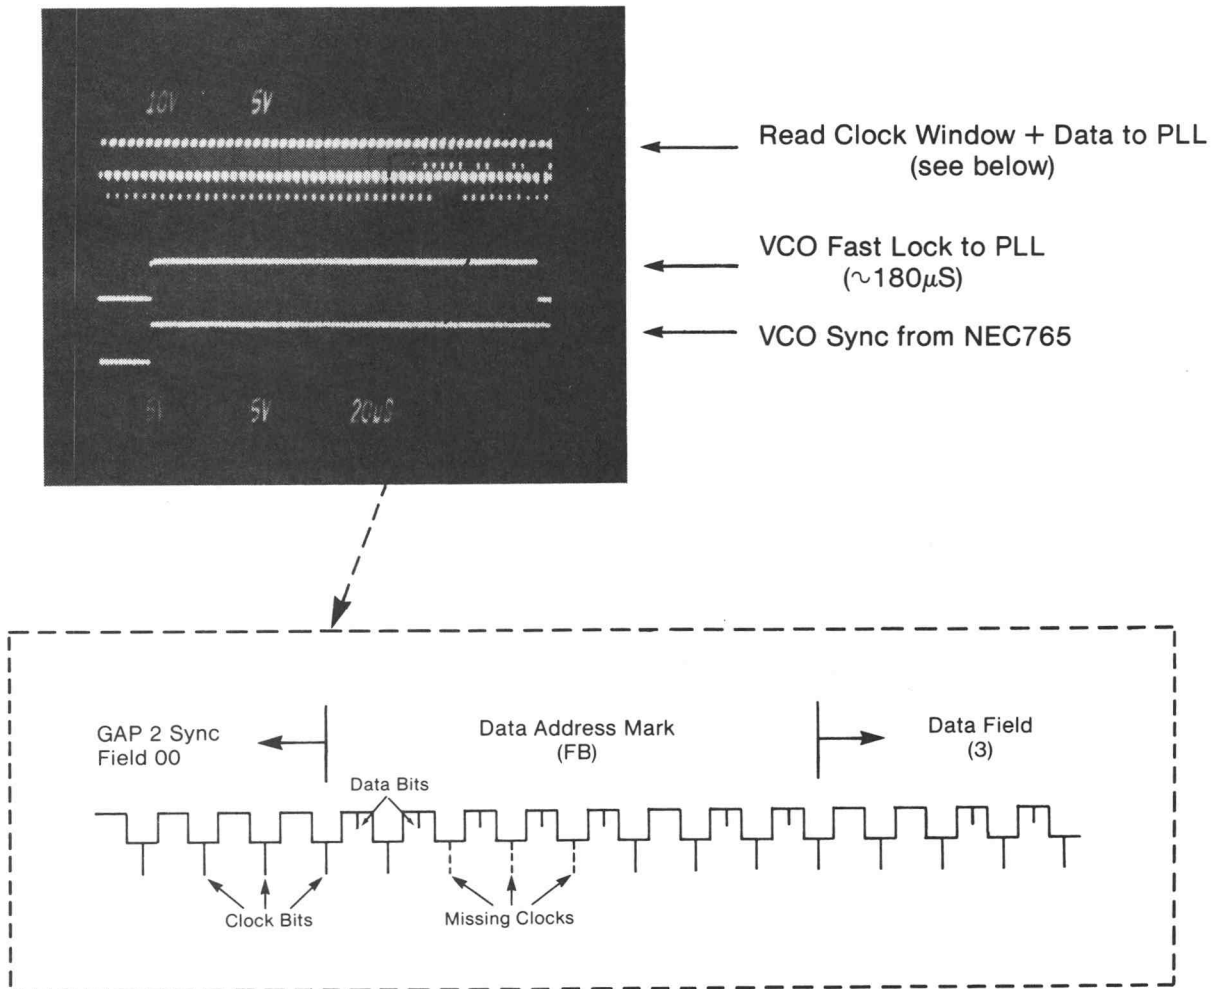 10V 5V
Read Clock Window + Data to PLL
(see below)
VCO Fast Lock to PLL
(~180μS)
VCO Sync from NEC765
5V 5V 20μS
GAP 2 Sync
Field 00
Data Address Mark
(FB)
Data Field
(3)
Data Bits
Clock Bits
Missing Clocks